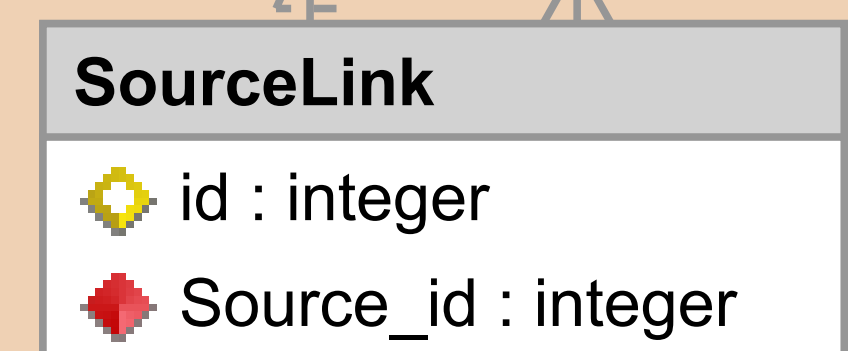 SourceLink
id : integer
Source_id : integer